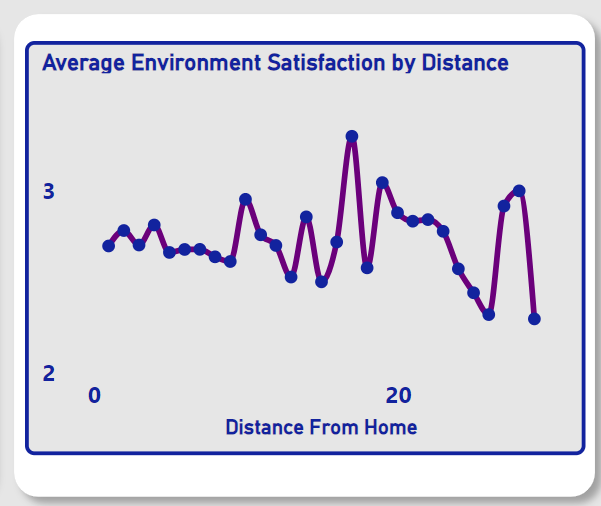 Average Environment Satisfaction by Distance
3
2
0 20
Distance From Home